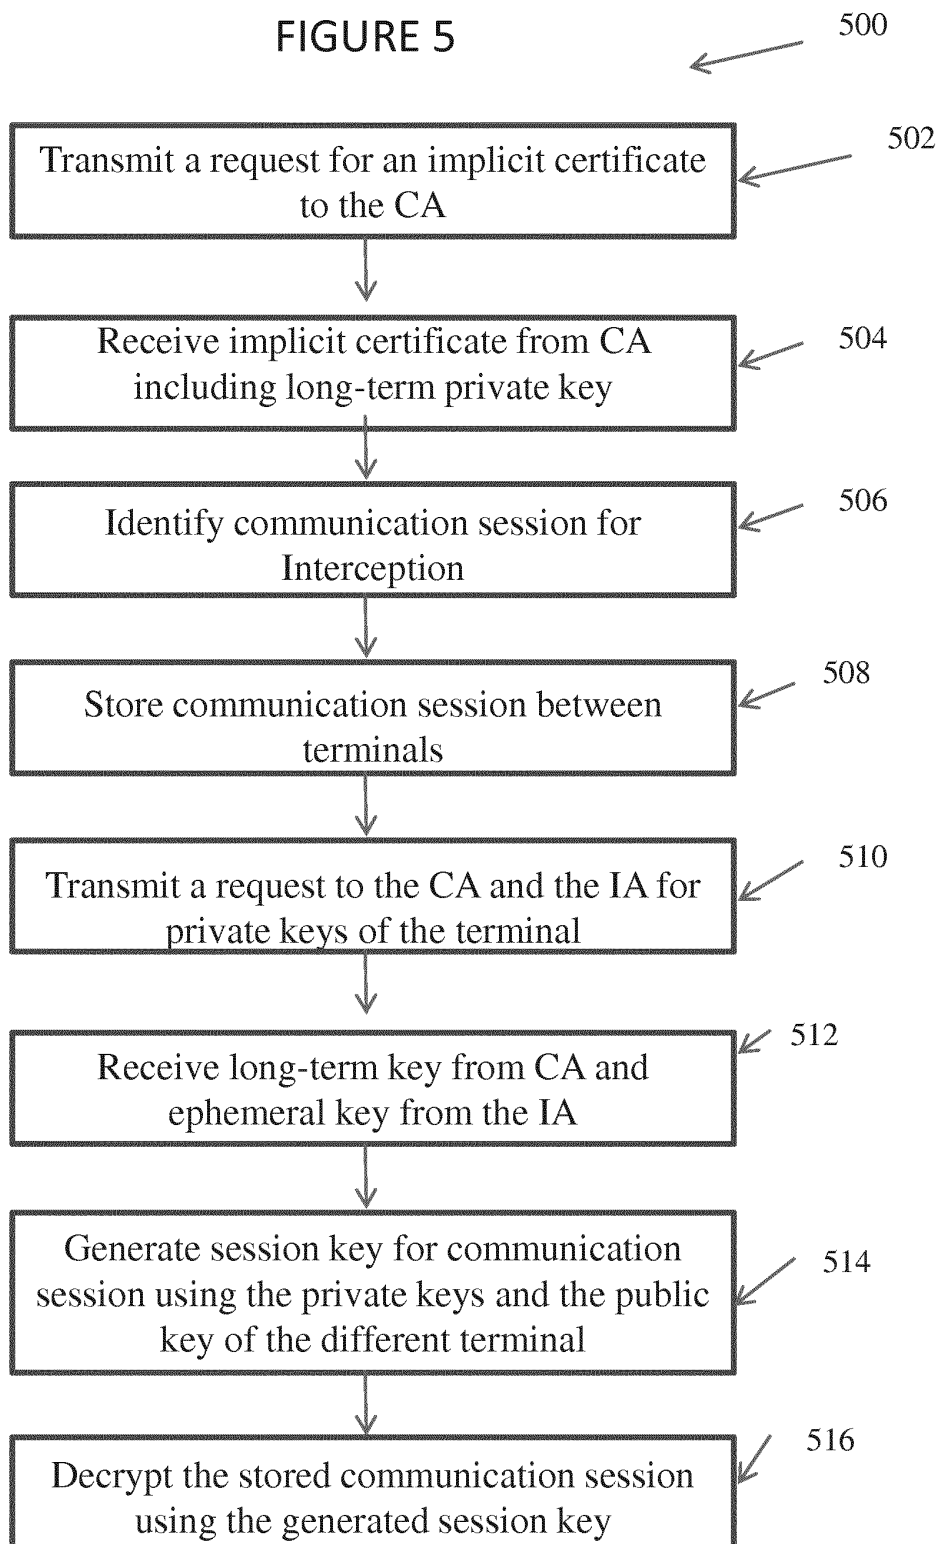 FIGURE 5
500
Transmit a request for an implicit certificate
to the CA
502
Receive implicit certificate from CA
including long-term private key
504
Identify communication session for
Interception
506
Store communication session between
terminals
508
Transmit a request to the CA and the IA for
private keys of the terminal
510
Receive long-term key from CA and
ephemeral key from the IA
512
Generate session key for communication
session using the private keys and the public
key of the different terminal
514
Decrypt the stored communication session
using the generated session key
516